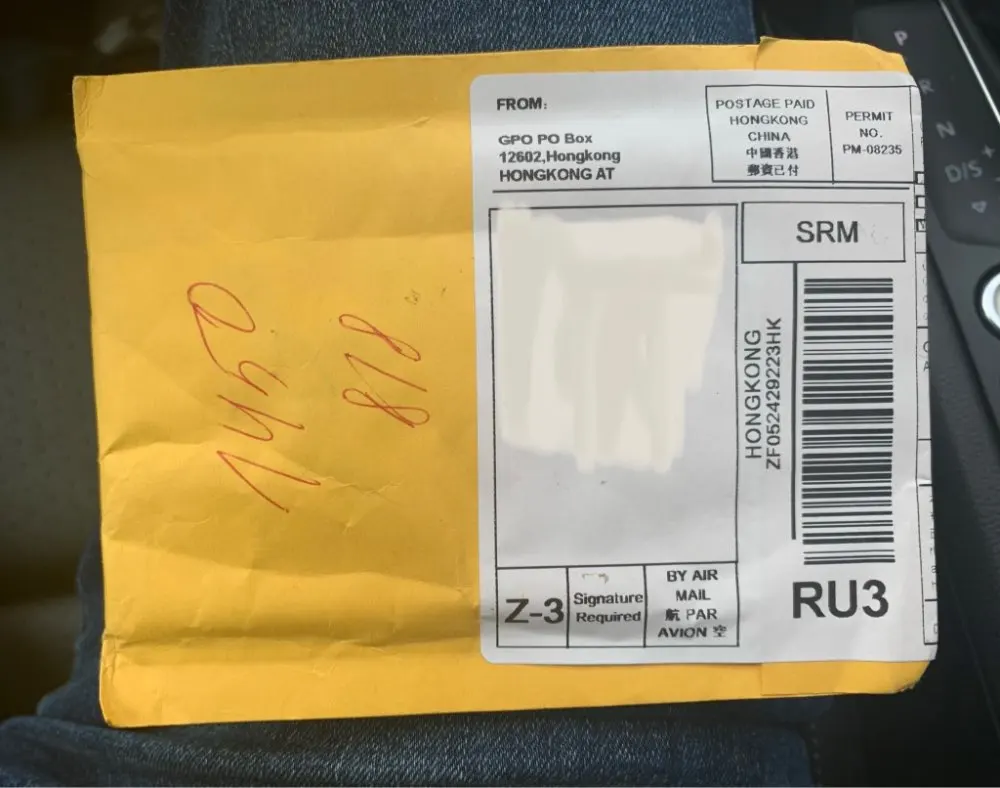 FROM:
GPO PO Box
12602,Hongkong
HONGKONG AT
POSTAGE PAID
HONGKONG
CHINA
中國香港
郵資已付
PERMIT
NO.
PM-08235
SRM
HONGKONG
ZF052429223HK
RU3
Z-3
Signature
Required
BY AIR
MAIL
航 PAR
AVION 空
1450
818
P
R
N
D/S